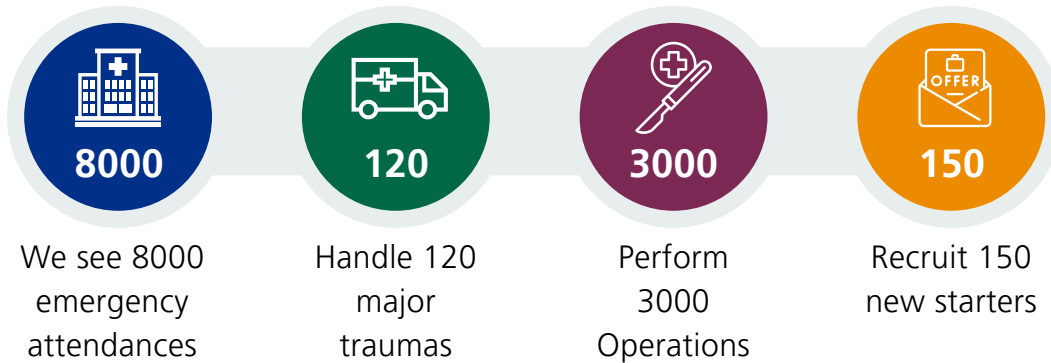 OFFER
8000
120
3000
150
We see 8000
emergency
attendances
Handle 120
major
traumas
Perform
3000
Operations
Recruit 150
new starters